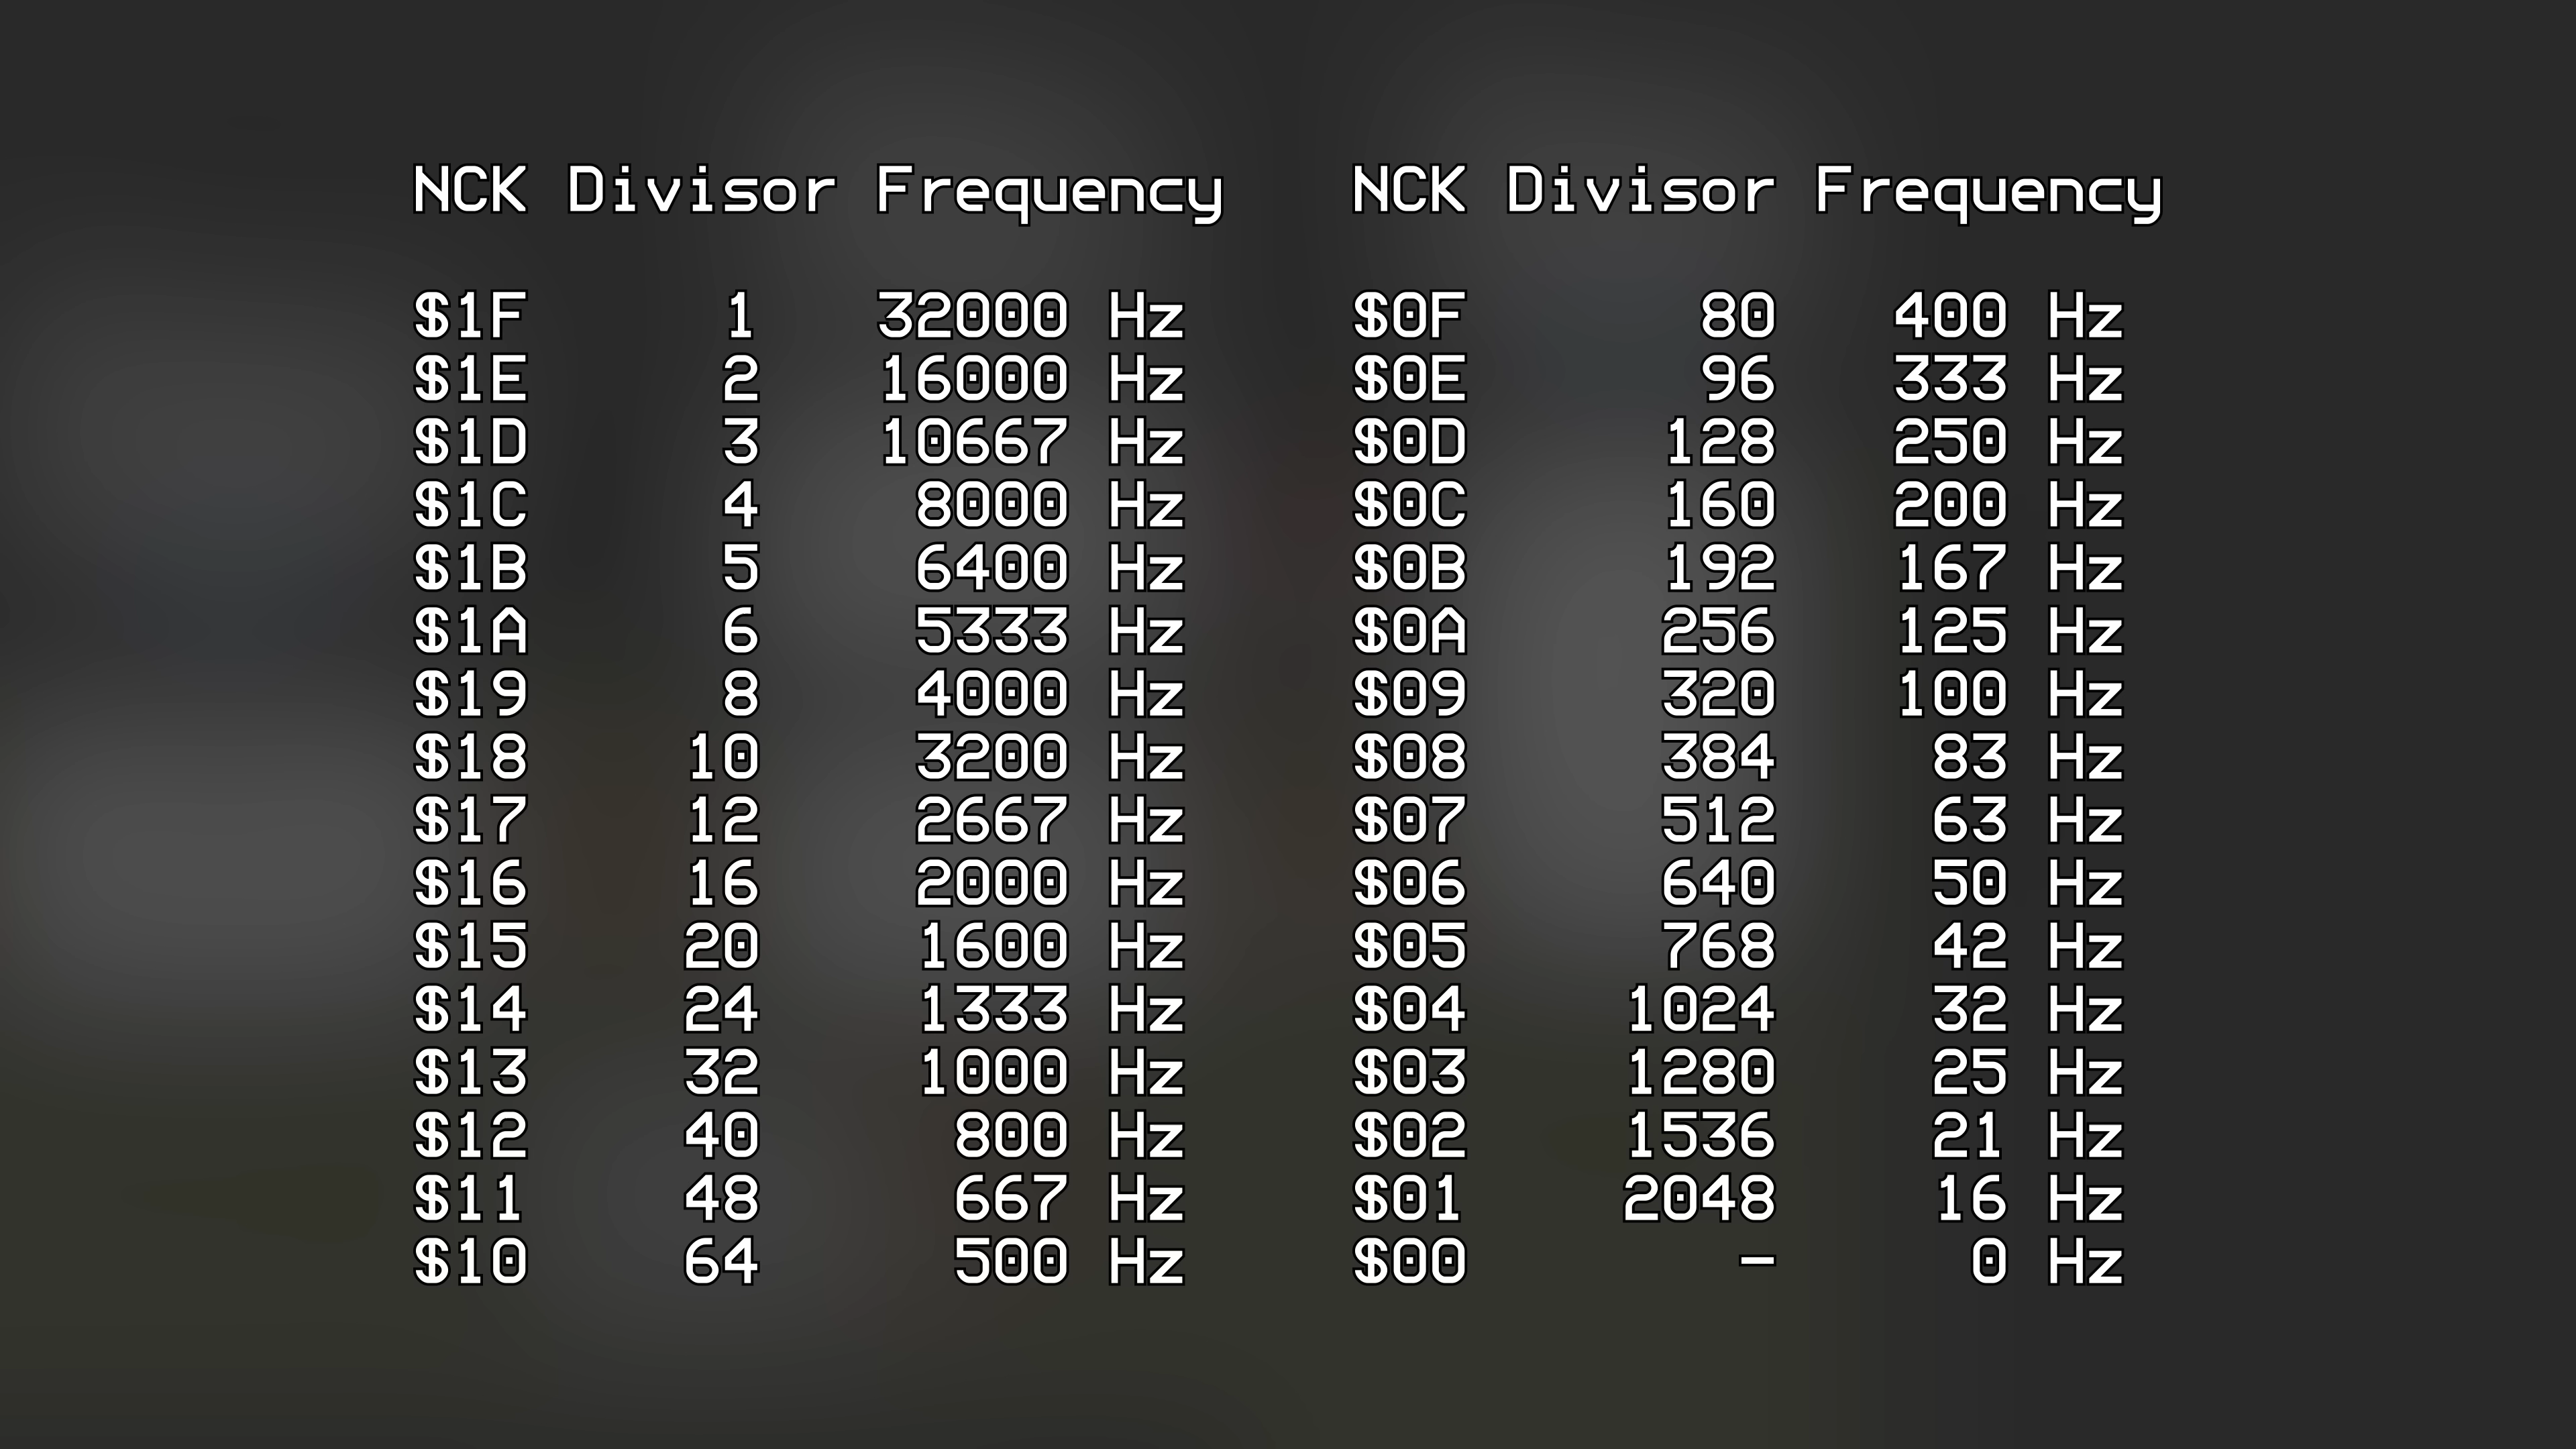 NCK Divisor Frequency NCK Divisor Frequency
$1F 1 32000 Hz $0F 80 400 Hz
$1E 2 16000 Hz $0E 96 333 Hz
$1D 3 10667 Hz $0D 128 250 Hz
$1C 4 8000 Hz $0C 160 200 Hz
$1B 5 6400 Hz $0B 192 167 Hz
$1A 6 5333 Hz $0A 256 125 Hz
$19 8 4000 Hz $09 320 100 Hz
$18 10 3200 Hz $08 384 83 Hz
$17 12 2667 Hz $07 512 63 Hz
$16 16 2000 Hz $06 640 50 Hz
$15 20 1600 Hz $05 768 42 Hz
$14 24 1333 Hz $04 1024 32 Hz
$13 32 1000 Hz $03 1280 25 Hz
$12 40 800 Hz $02 1536 21 Hz
$11 48 667 Hz $01 2048 16 Hz
$10 64 500 Hz $00 - 0 Hz